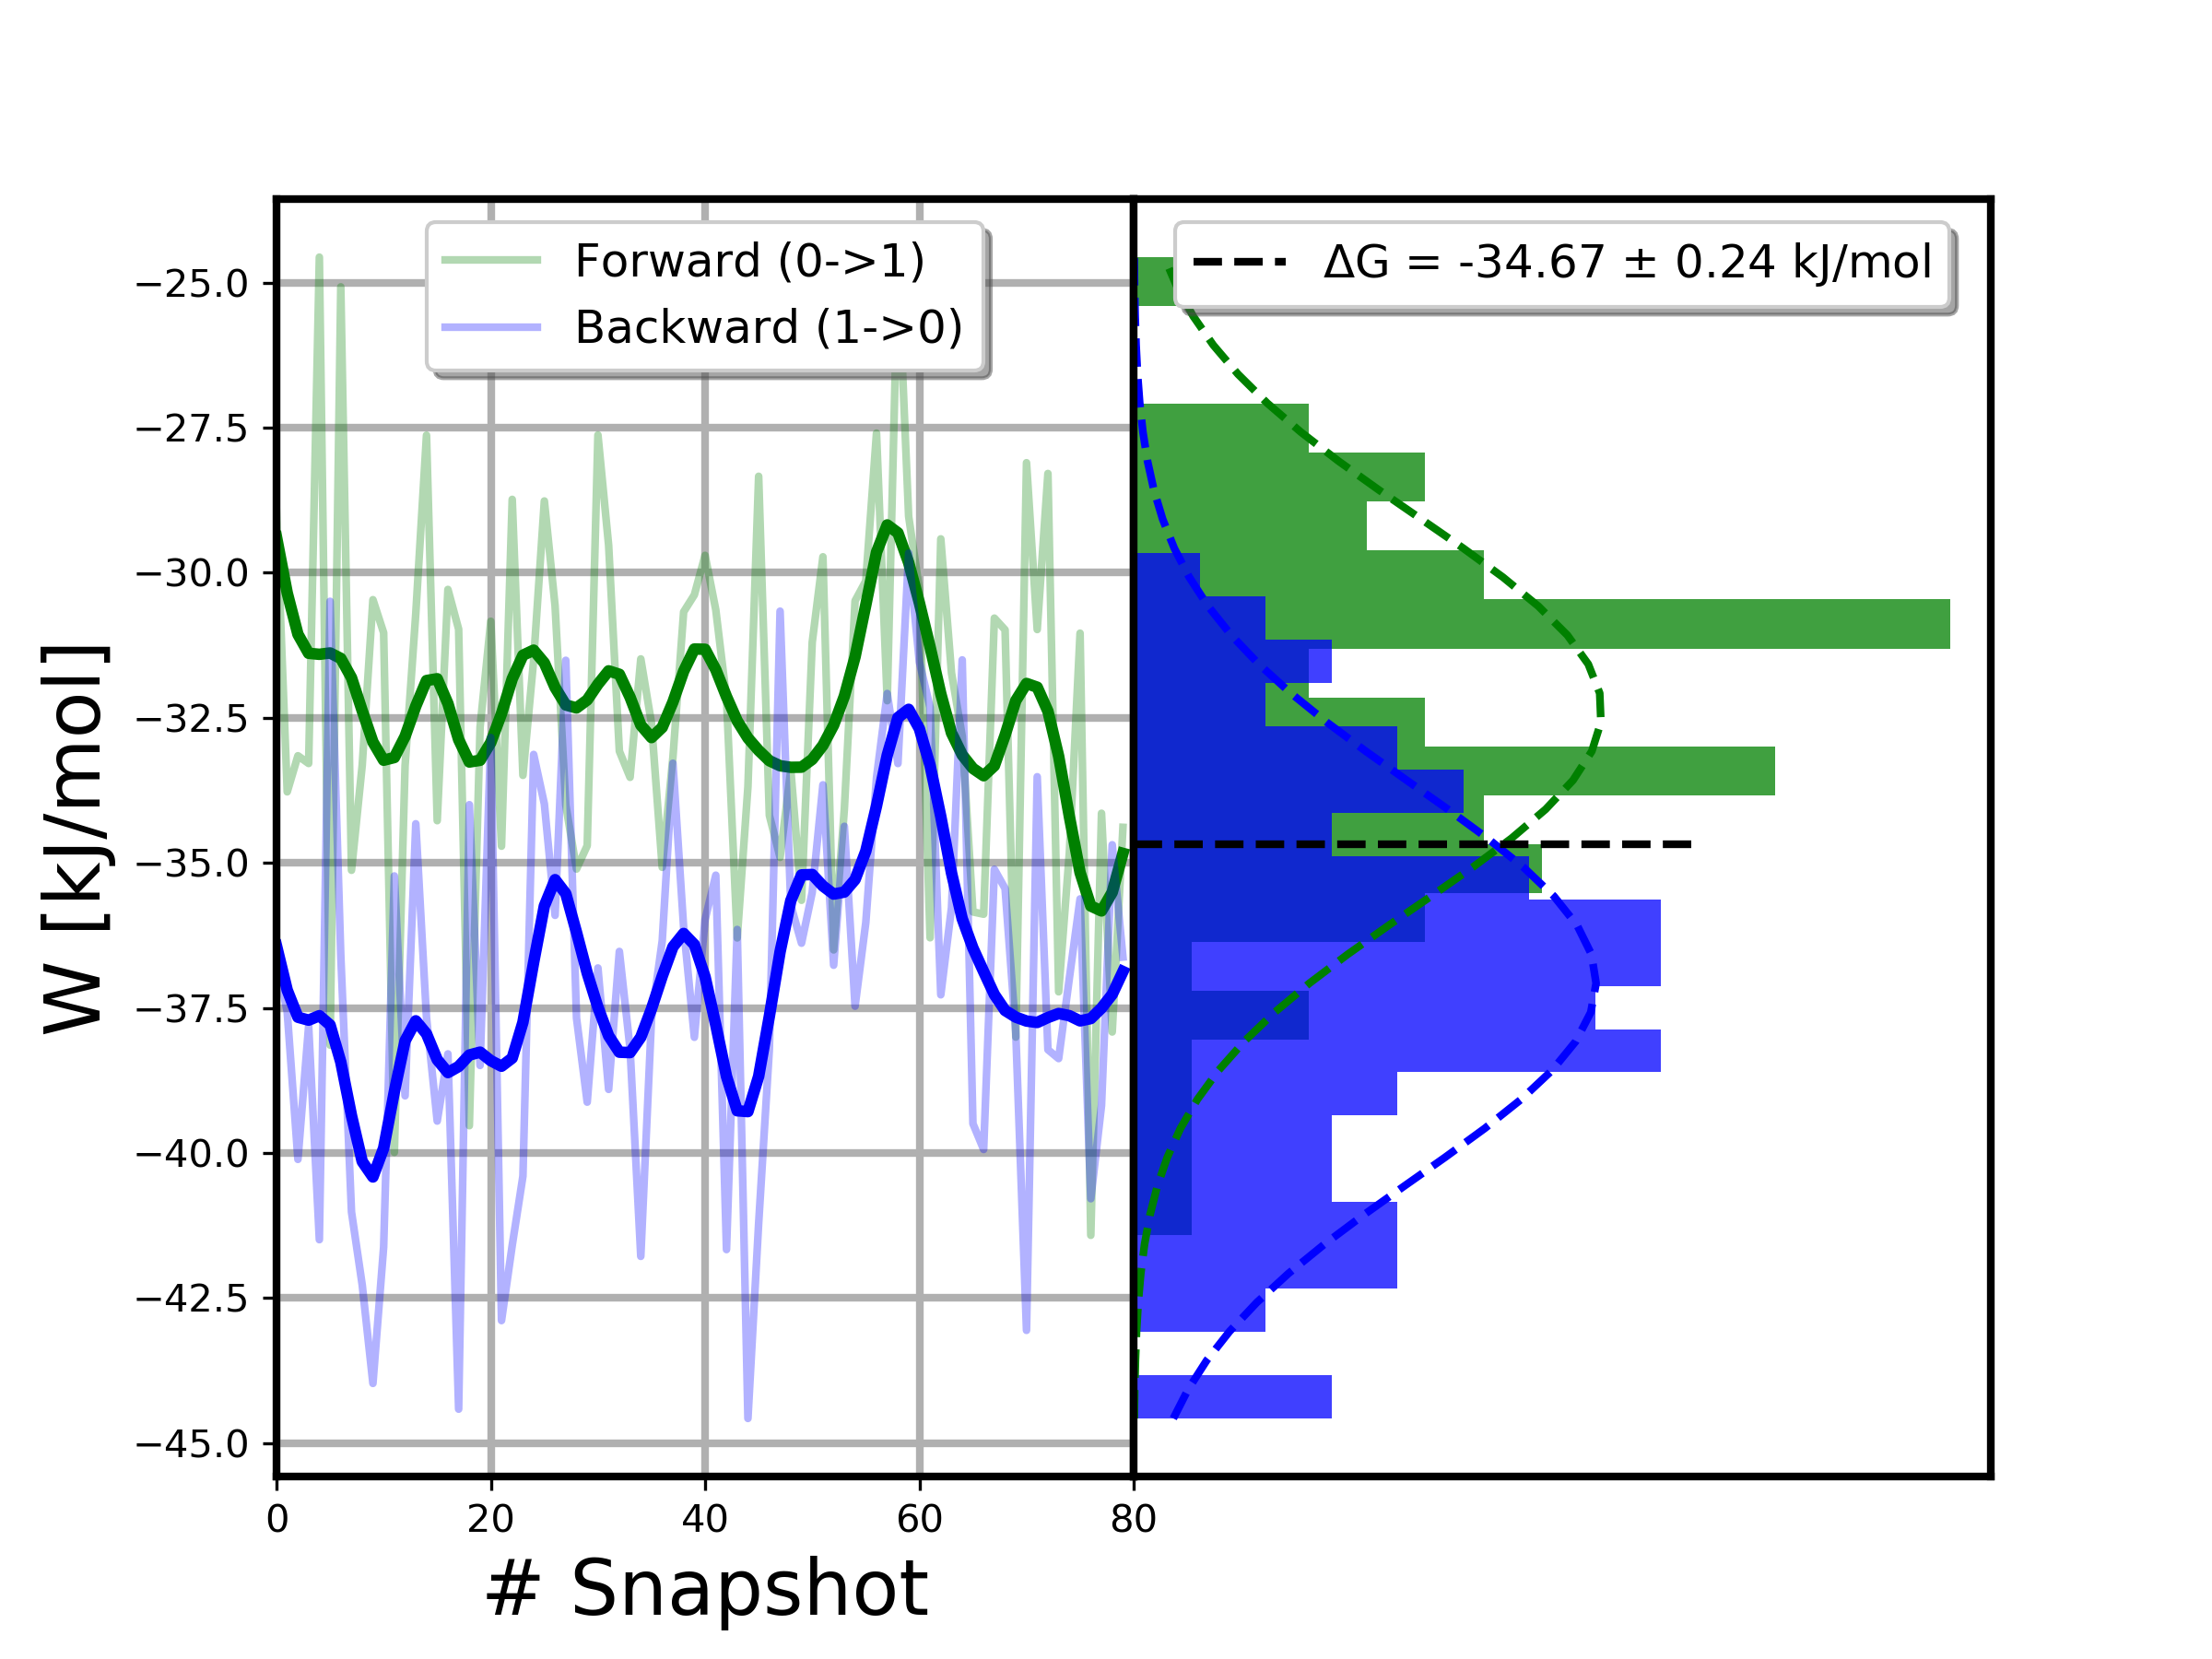 Forward (0->1)
Backward (1->0)
ΔG = -34.67 ± 0.24 kJ/mol
W [kJ/mol]
−25.0
−27.5
−30.0
−32.5
−35.0
−37.5
−40.0
−42.5
−45.0
0 20 40 60 80
# Snapshot